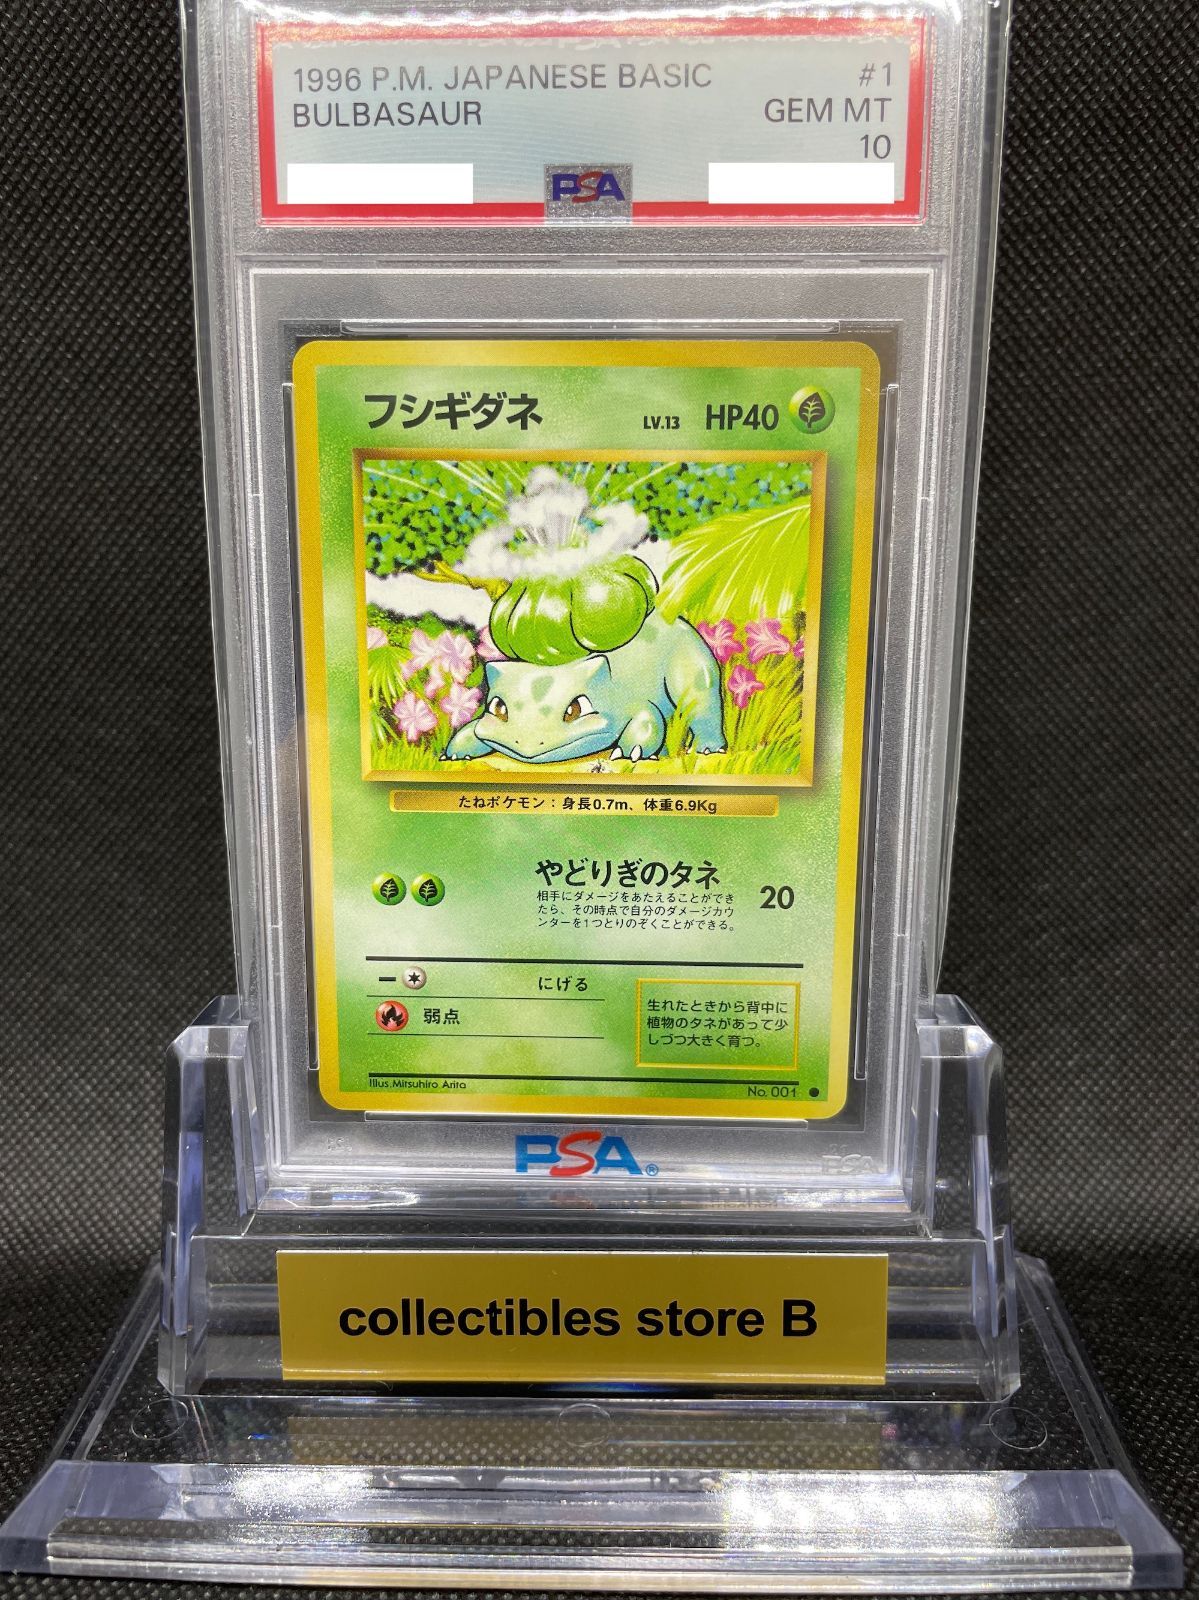 1996 P.M. JAPANESE BASIC #1
BULBASAUR GEM MT
10
PSA
フシギダネ LV.13 HP40
たねポケモン：身長0.7m、体重6.9Kg
やどりぎのタネ 20
相手にダメージをあたえることができ
たら、その時点で自分のダメージカウ
ンターを1つとりのぞくことができる。
ー にげる
弱点
生れたときから背中に
植物のタネがあって少
しづつ大きく育つ。
Illus.Mitsuhiro Arita
No. 001 ●
PSA®
PSA
collectibles store B